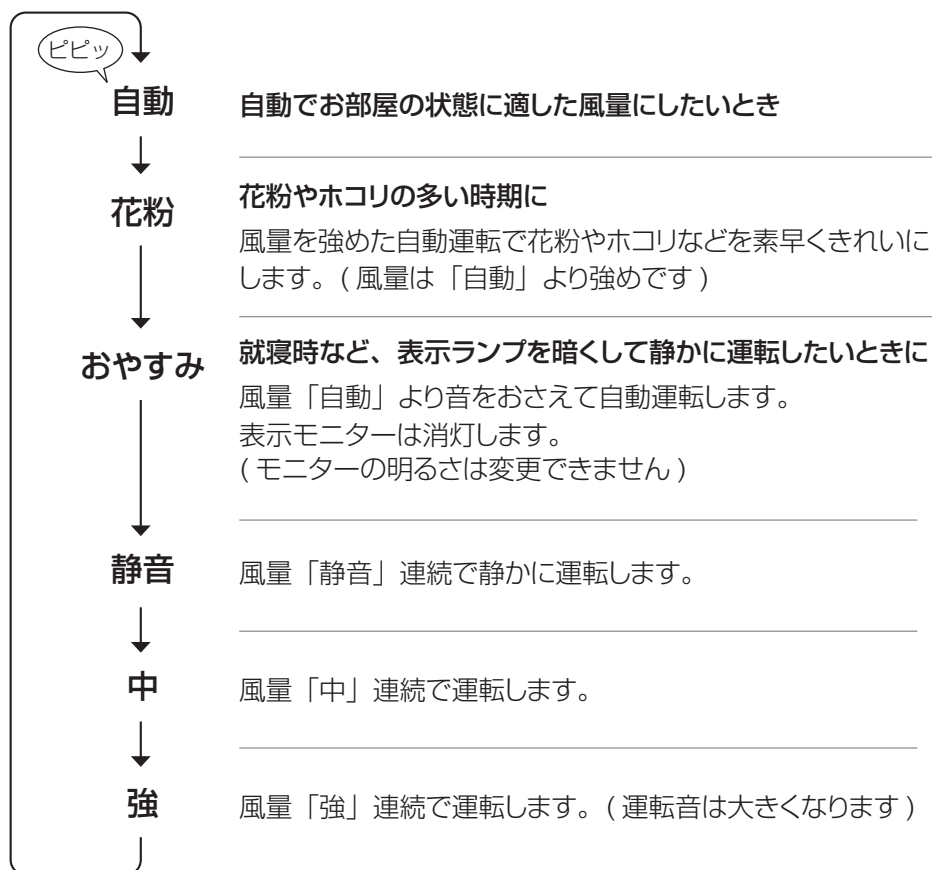 ピピッ
自動
自動でお部屋の状態に適した風量にしたいとき
花粉
花粉やホコリの多い時期に
風量を強めた自動運転で花粉やホコリなどを素早くきれいに
します。( 風量は「自動」より強めです )
おやすみ
就寝時など、表示ランプを暗くして静かに運転したいときに
風量「自動」より音をおさえて自動運転します。
表示モニターは消灯します。
( モニターの明るさは変更できません )
静音
風量「静音」連続で静かに運転します。
中
風量「中」連続で運転します。
強
風量「強」連続で運転します。( 運転音は大きくなります )